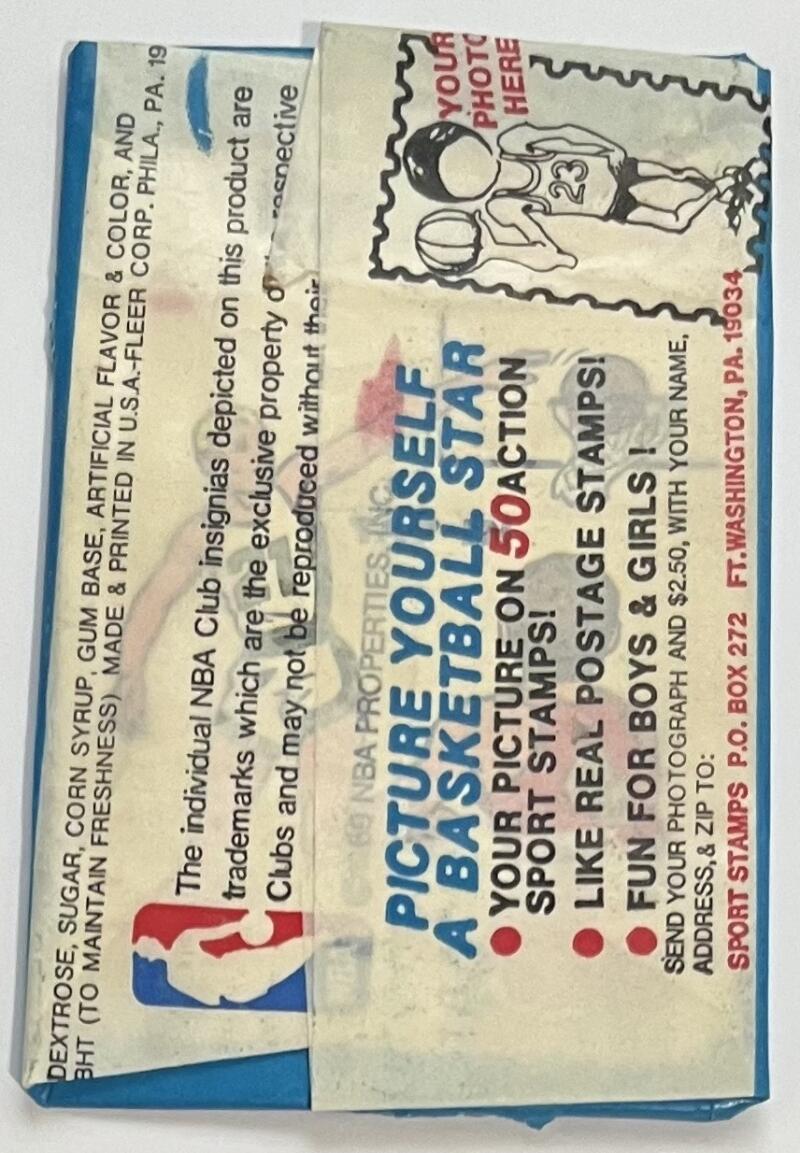 DEXTROSE, SUGAR, CORN SYRUP, GUM BASE, ARTIFICIAL FLAVOR & COLOR, AND
BHT (TO MAINTAIN FRESHNESS) MADE & PRINTED IN U.S.A.-FLEER CORP. PHILA., PA. 19
The individual NBA Club insignias depicted on this product are
trademarks which are the exclusive property respective
Clubs and may not be reproduced without their
NBA PROPERTIES, INC.
PICTURE YOURSELF
A BASKETBALL STAR
● YOUR PICTURE ON 50 ACTION
SPORT STAMPS!
● LIKE REAL POSTAGE STAMPS!
● FUN FOR BOYS & GIRLS !
SEND YOUR PHOTOGRAPH AND $2.50, WITH YOUR NAME,
ADDRESS, & ZIP TO:
SPORT STAMPS P.O. BOX 272 FT. WASHINGTON, PA. 19034
YOUR
PHOTO
HERE
23